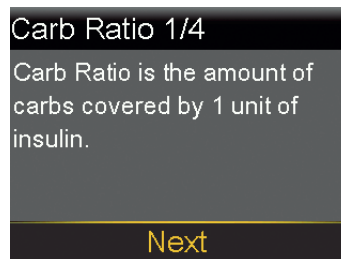 Carb Ratio 1/4
Carb Ratio is the amount of
carbs covered by 1 unit of
insulin.
Next